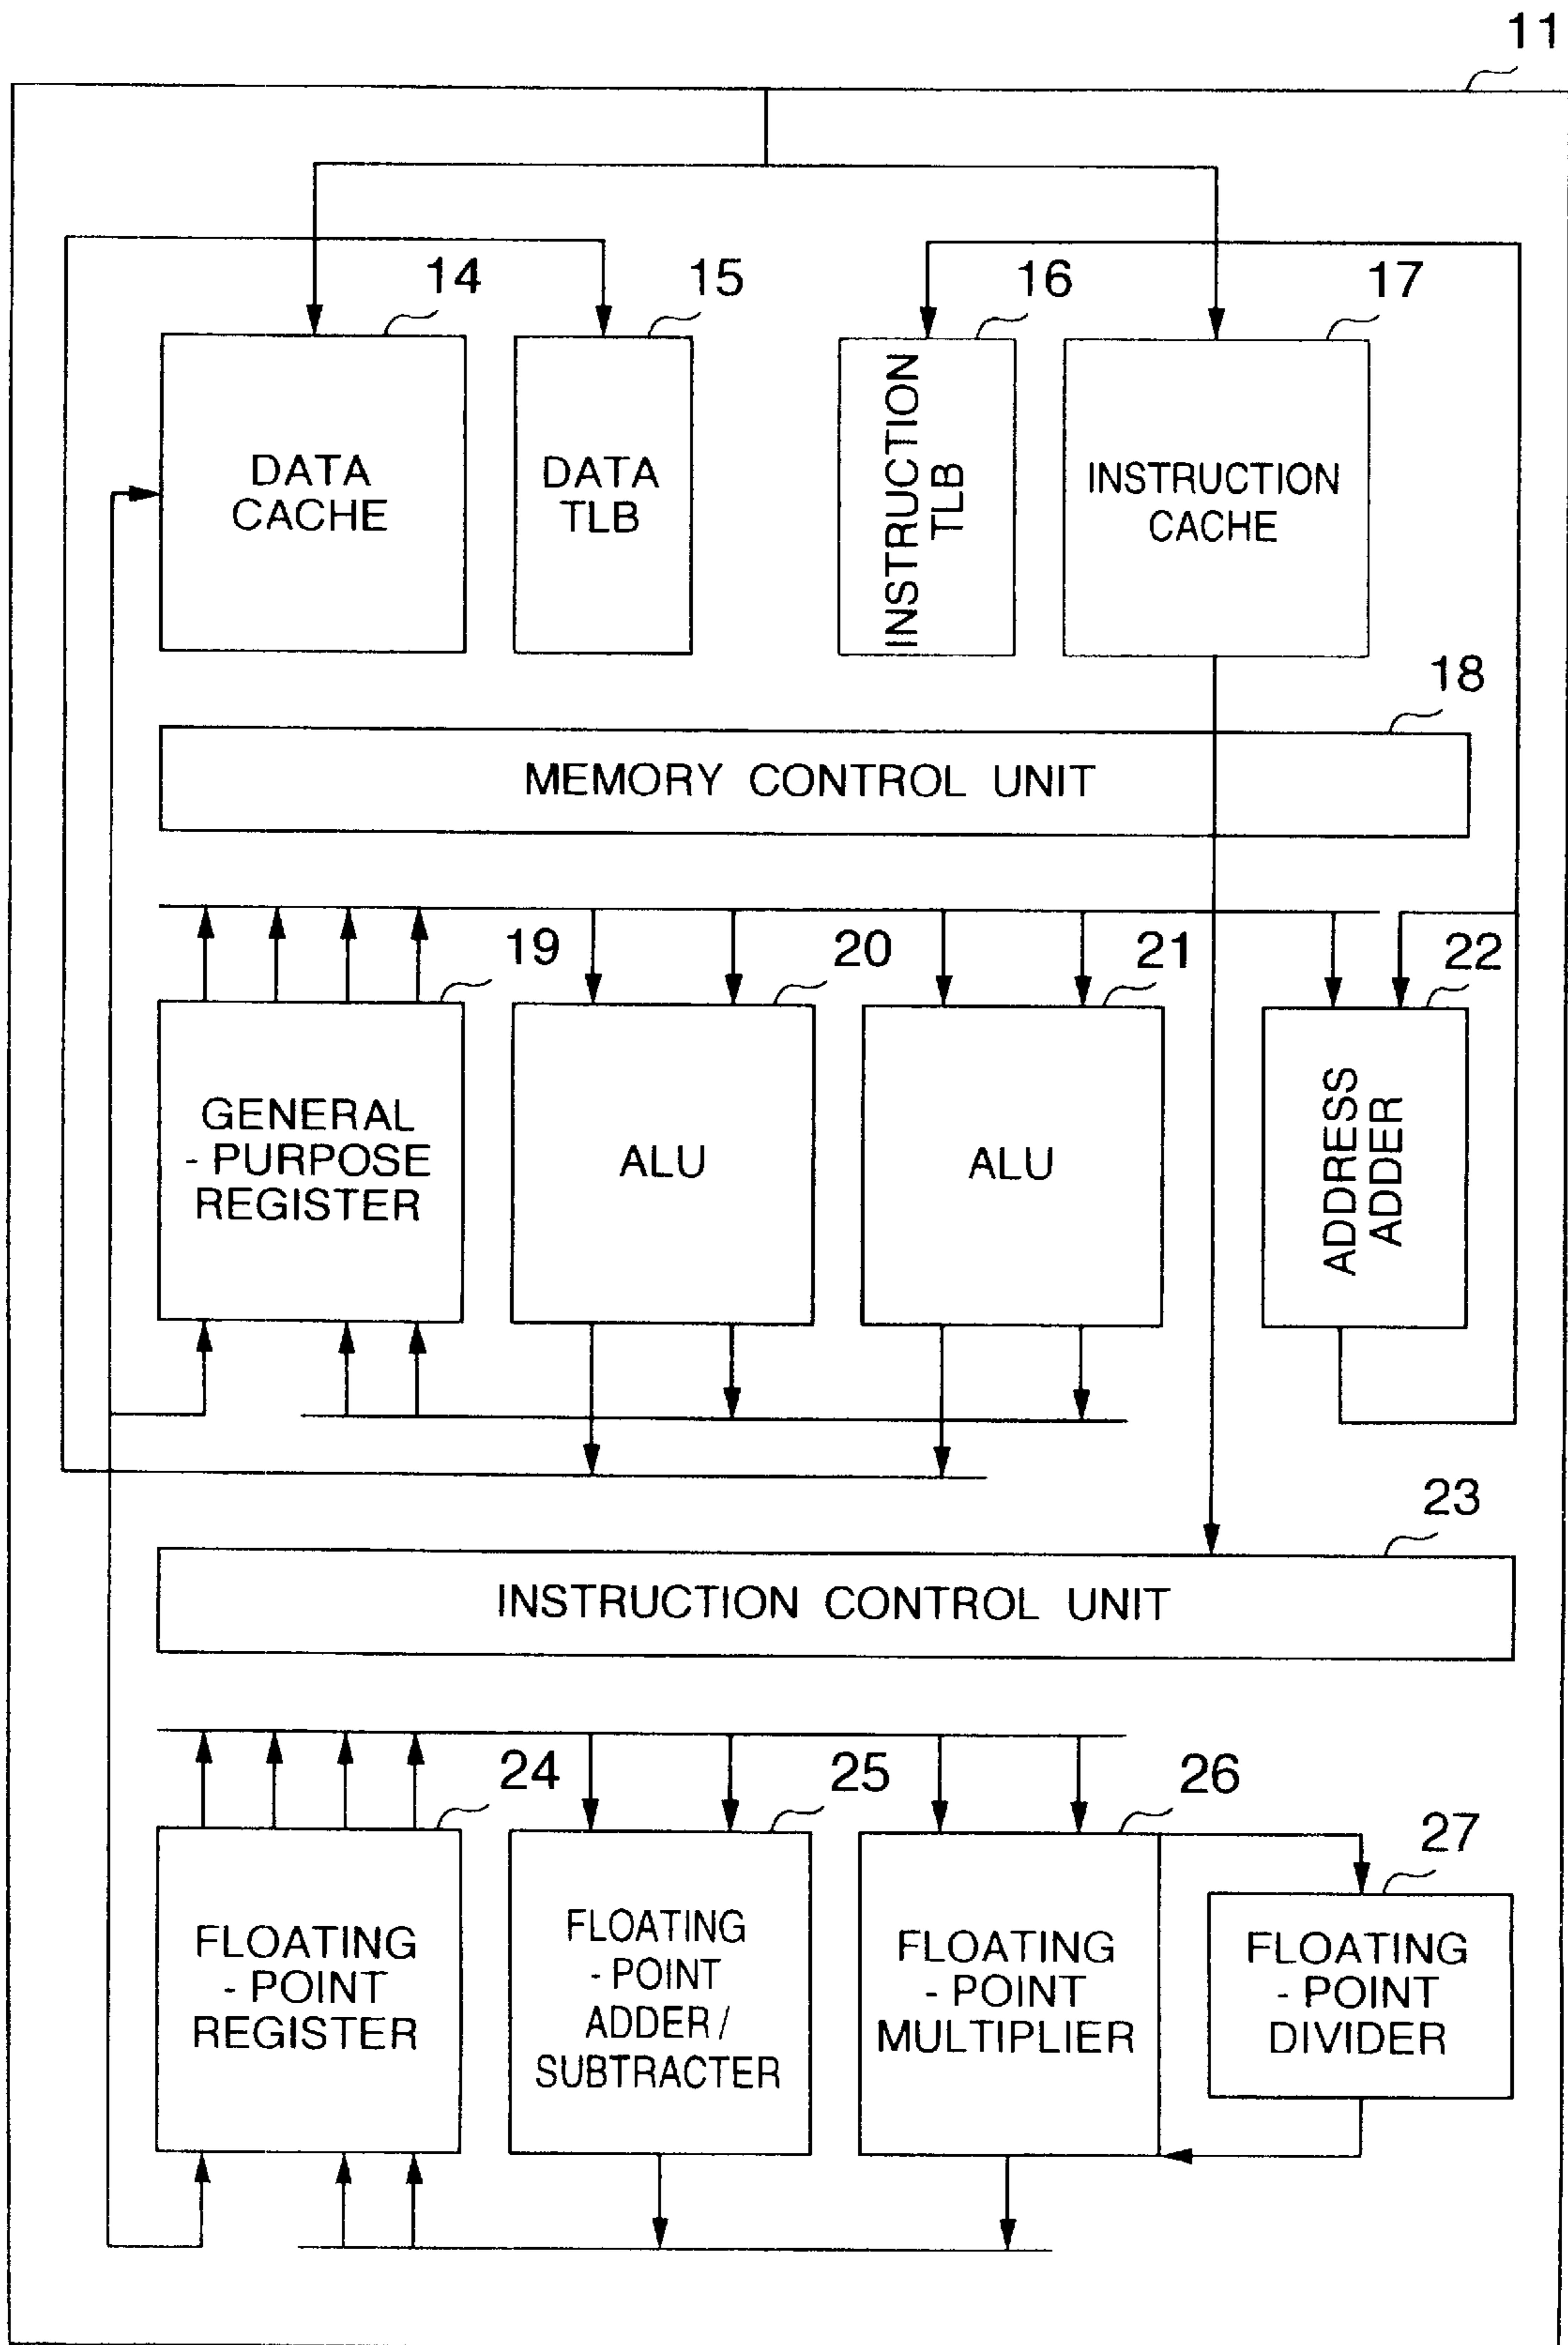 11
14
15
16
17
DATA
CACHE
DATA
TLB
INSTRUCTION
TLB
INSTRUCTION
CACHE
18
MEMORY CONTROL UNIT
19
20
21
22
GENERAL
- PURPOSE
REGISTER
ALU
ALU
ADDRESS
ADDER
23
INSTRUCTION CONTROL UNIT
24
25
26
27
FLOATING
- POINT
REGISTER
FLOATING
- POINT
ADDER /
SUBTRACTER
FLOATING
- POINT
MULTIPLIER
FLOATING
- POINT
DIVIDER